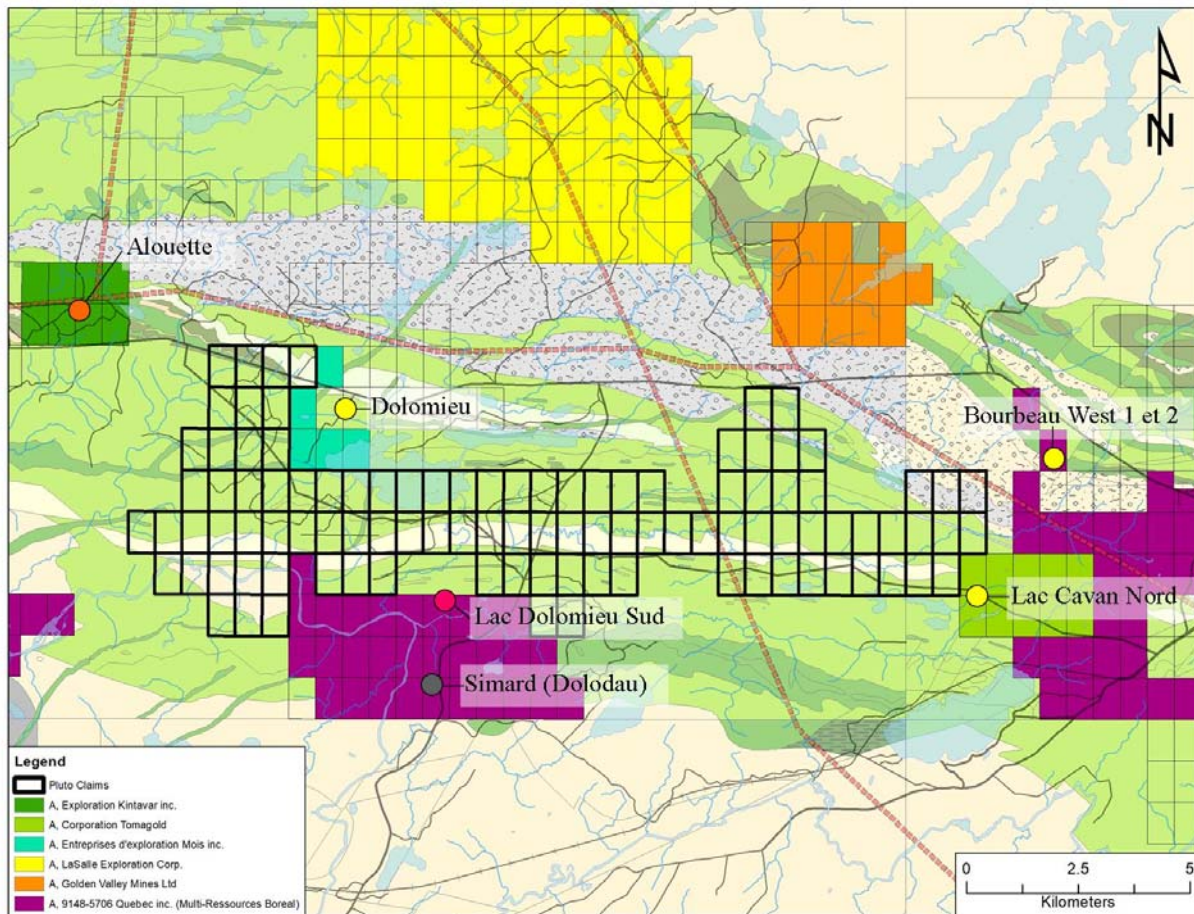 N
Alouette
Dolomieu
Bourbeau West 1 et 2
Lac Dolomieu Sud
Lac Cavan Nord
Simard (Dolodau)
Legend
Pluto Claims
A, Exploration Kintavar inc.
A, Corporation Tomagold
A, Entreprises d'exploration Mois inc.
A, LaSalle Exploration Corp.
A, Golden Valley Mines Ltd
A, 9148-5706 Quebec inc. (Multi-Ressources Boreal)
0 2.5 5
Kilometers